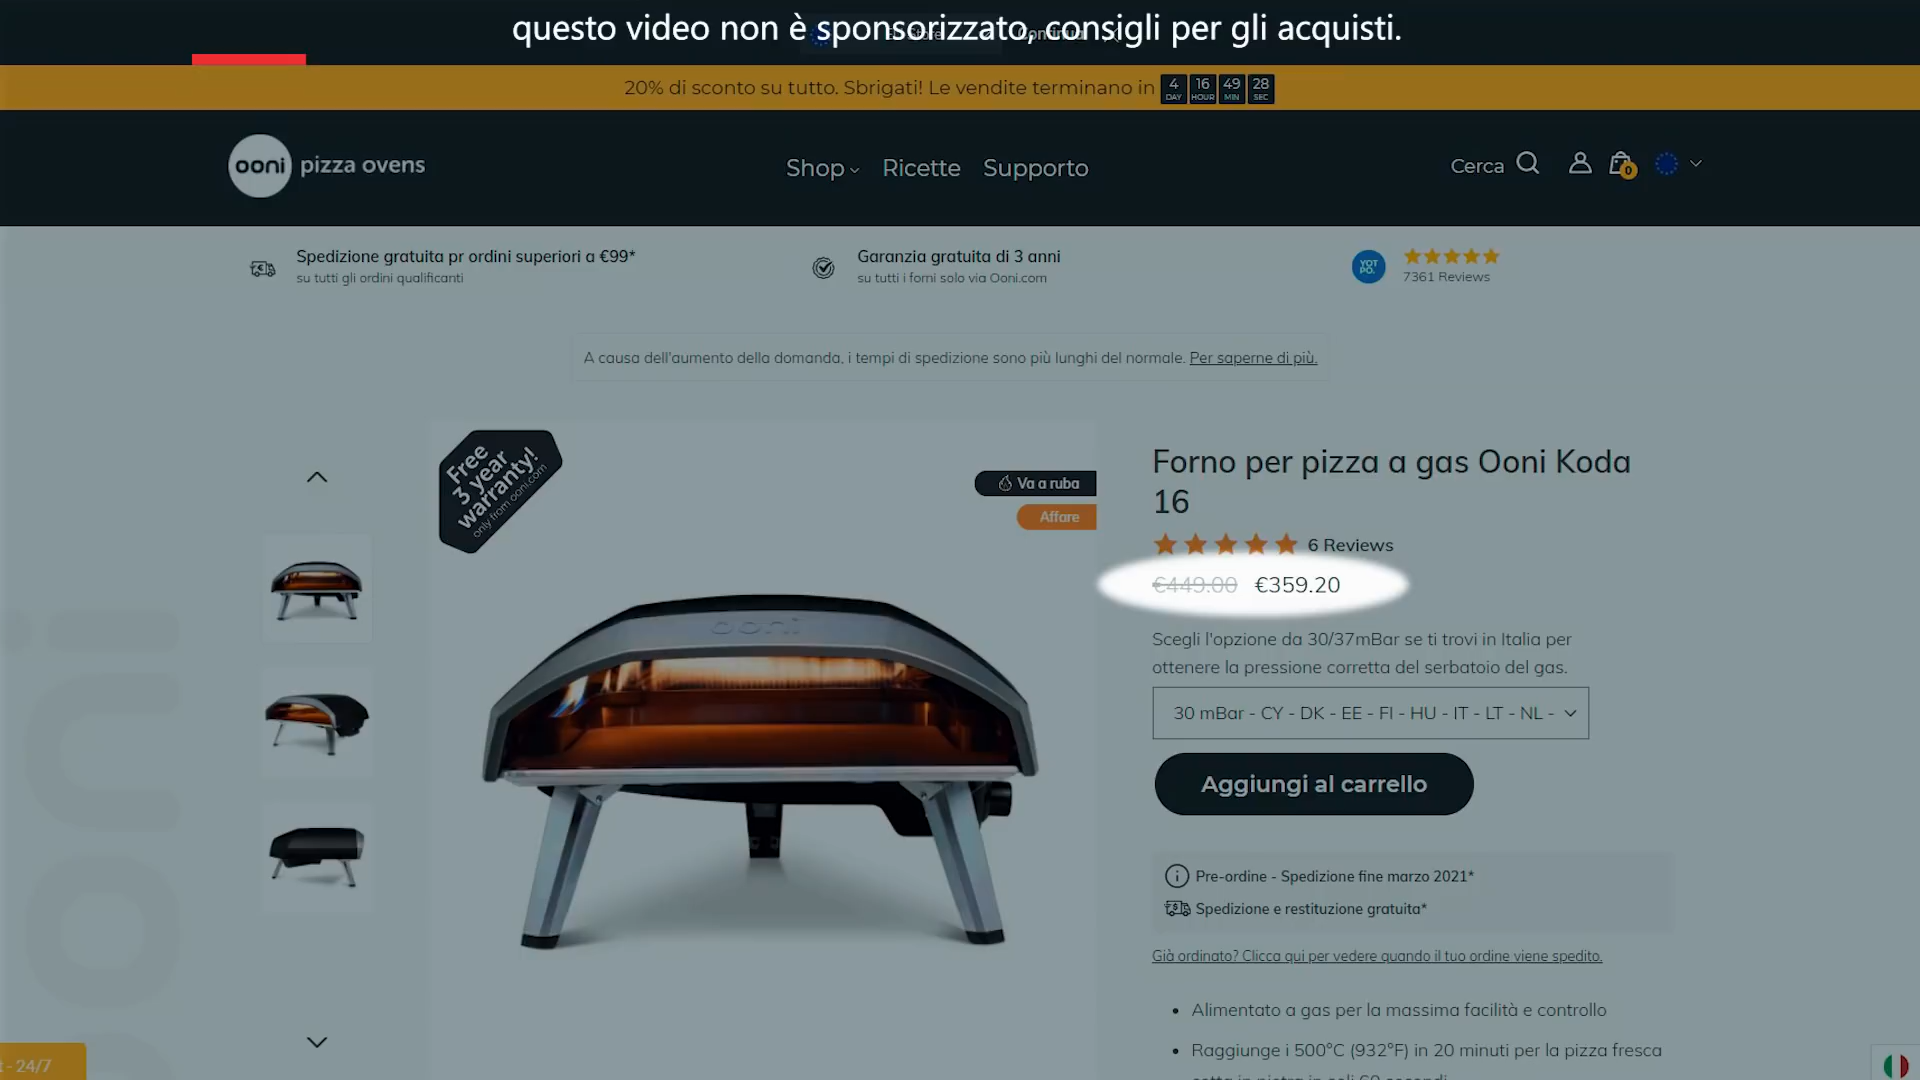 questo video non è sponsorizzato, consigli per gli acquisti.
20% di sconto su tutto. Sbrigati! Le vendite terminano in 4 DAY 16 HOUR 49 MIN 28 SEC
ooni pizza ovens
Shop Ricette Supporto
Cerca
0
Spedizione gratuita pr ordini superiori a €99*
su tutti gli ordini qualificanti
Garanzia gratuita di 3 anni
su tutti i forni solo via Ooni.com
YOT PO.
7361 Reviews
A causa dell'aumento della domanda, i tempi di spedizione sono più lunghi del normale. Per saperne di più.
Free
3 year
warranty!
only from ooni.com
Va a ruba
Affare
ooni
Forno per pizza a gas Ooni Koda
16
6 Reviews
€449.00 €359.20
Scegli l'opzione da 30/37mBar se ti trovi in Italia per
ottenere la pressione corretta del serbatoio del gas.
30 mBar - CY - DK - EE - FI - HU - IT - LT - NL -
Aggiungi al carrello
Pre-ordine - Spedizione fine marzo 2021*
Spedizione e restituzione gratuita*
Già ordinato? Clicca qui per vedere quando il tuo ordine viene spedito.
Alimentato a gas per la massima facilità e controllo
Raggiunge i 500°C (932°F) in 20 minuti per la pizza fresca
- 24/7